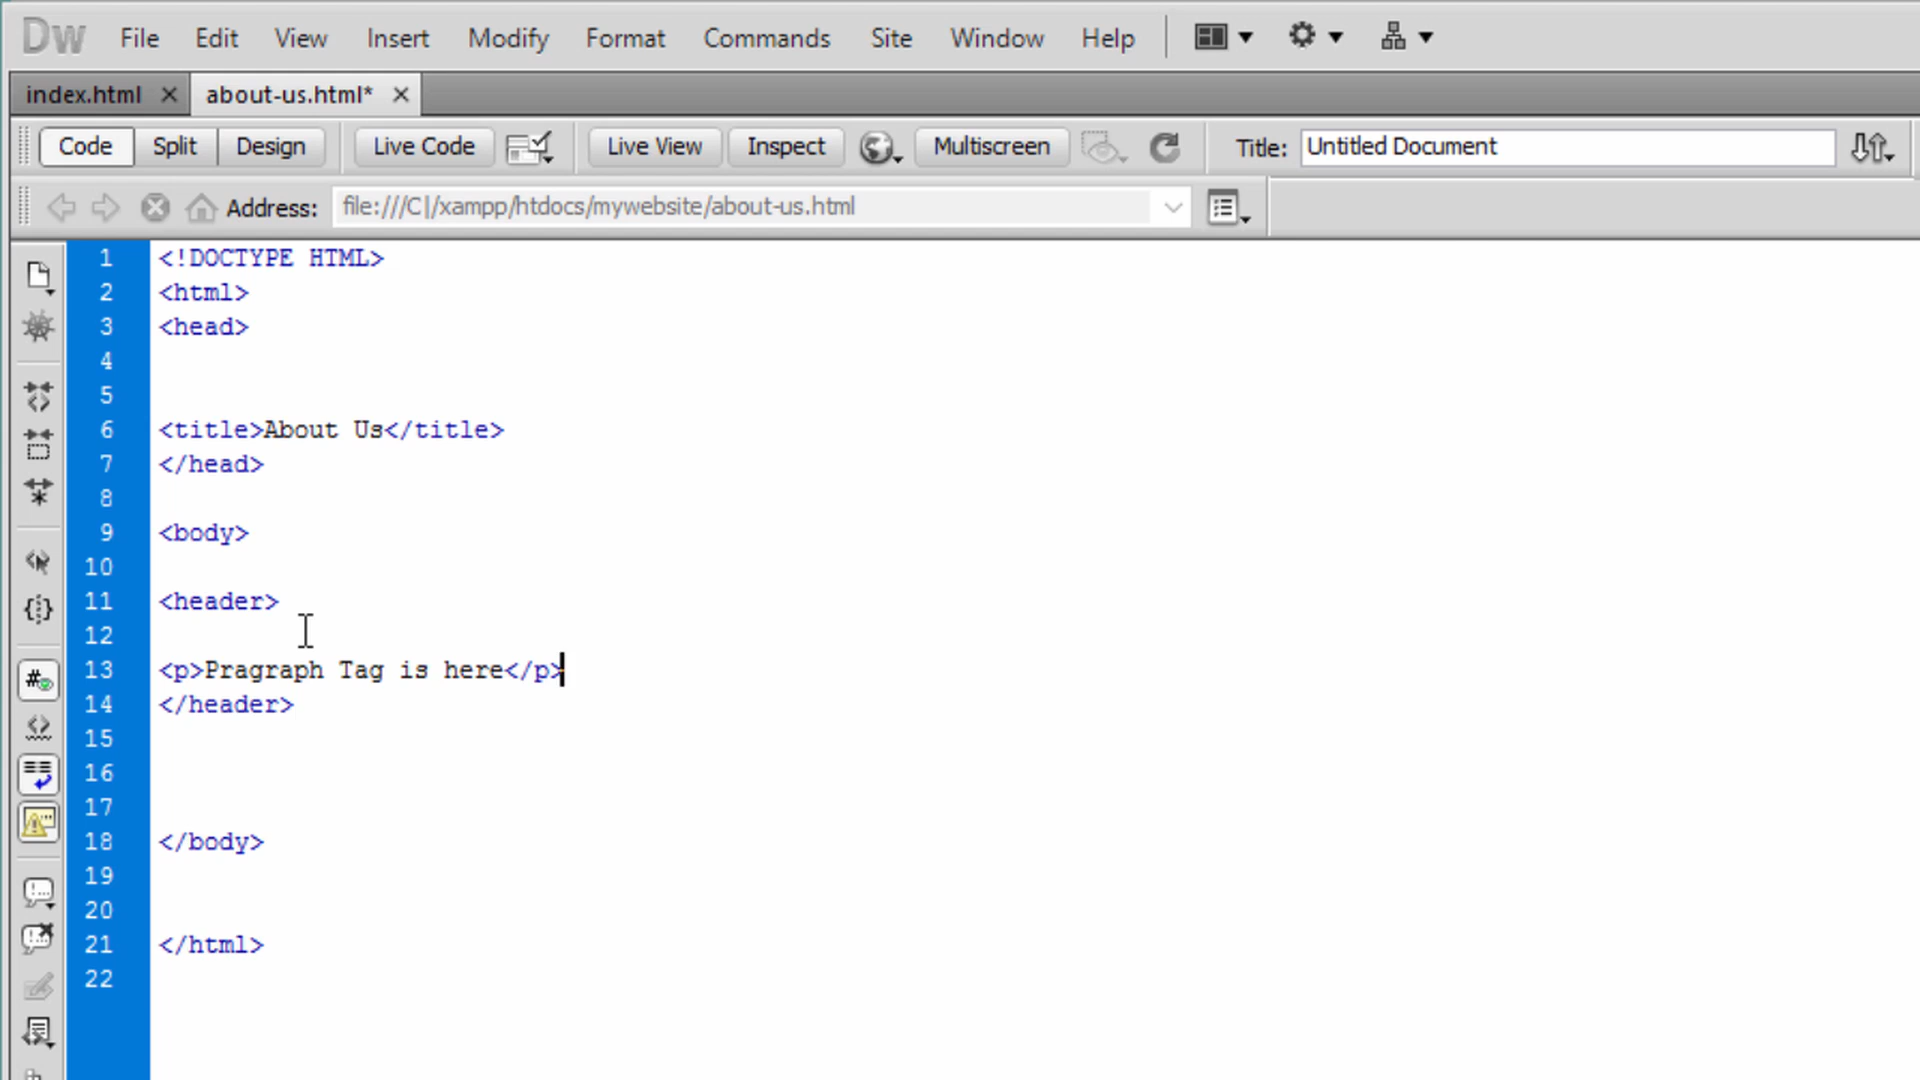 Dw File Edit View Insert Modify Format Commands Site Window Help
index.html about-us.html*
Code Split Design Live Code Live View Inspect Multiscreen Title: Untitled Document
Address: file:///C|/xampp/htdocs/mywebsite/about-us.html
1 <!DOCTYPE HTML>
2 <html>
3 <head>
4
5
6 <title>About Us</title>
7 </head>
8
9 <body>
10
11 <header>
12
13 <p>Pragraph Tag is here</p>
14 </header>
15
16
17
18 </body>
19
20
21 </html>
22